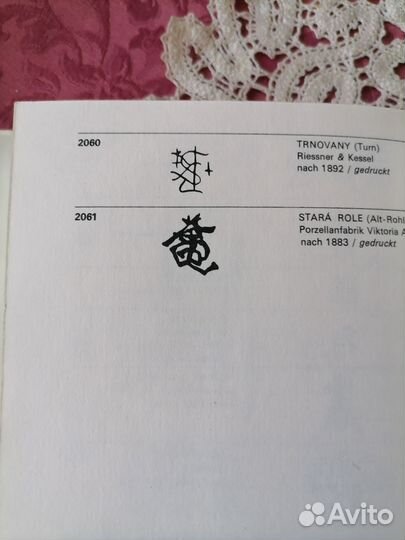 2060
TRNOVANY (Turn)
Riessner & Kessel
nach 1892 / gedruckt
2061
STARÁ ROLE (Alt-Rohl
Porzellanfabrik Viktoria A
nach 1883 / gedruckt
Avito